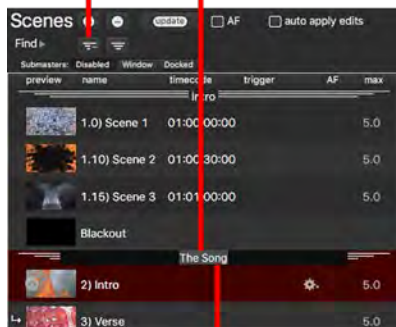 Scenes update AF auto apply edits
Find
Submasters: Disabled Window Docked
preview name timecode trigger AF max
Intro
1.0) Scene 1 01:00:00:00 5.0
1.10) Scene 2 01:00:30:00 5.0
1.15) Scene 3 01:01:00:00 5.0
Blackout
The Song
2) Intro 5.0
3) Verse 5.0